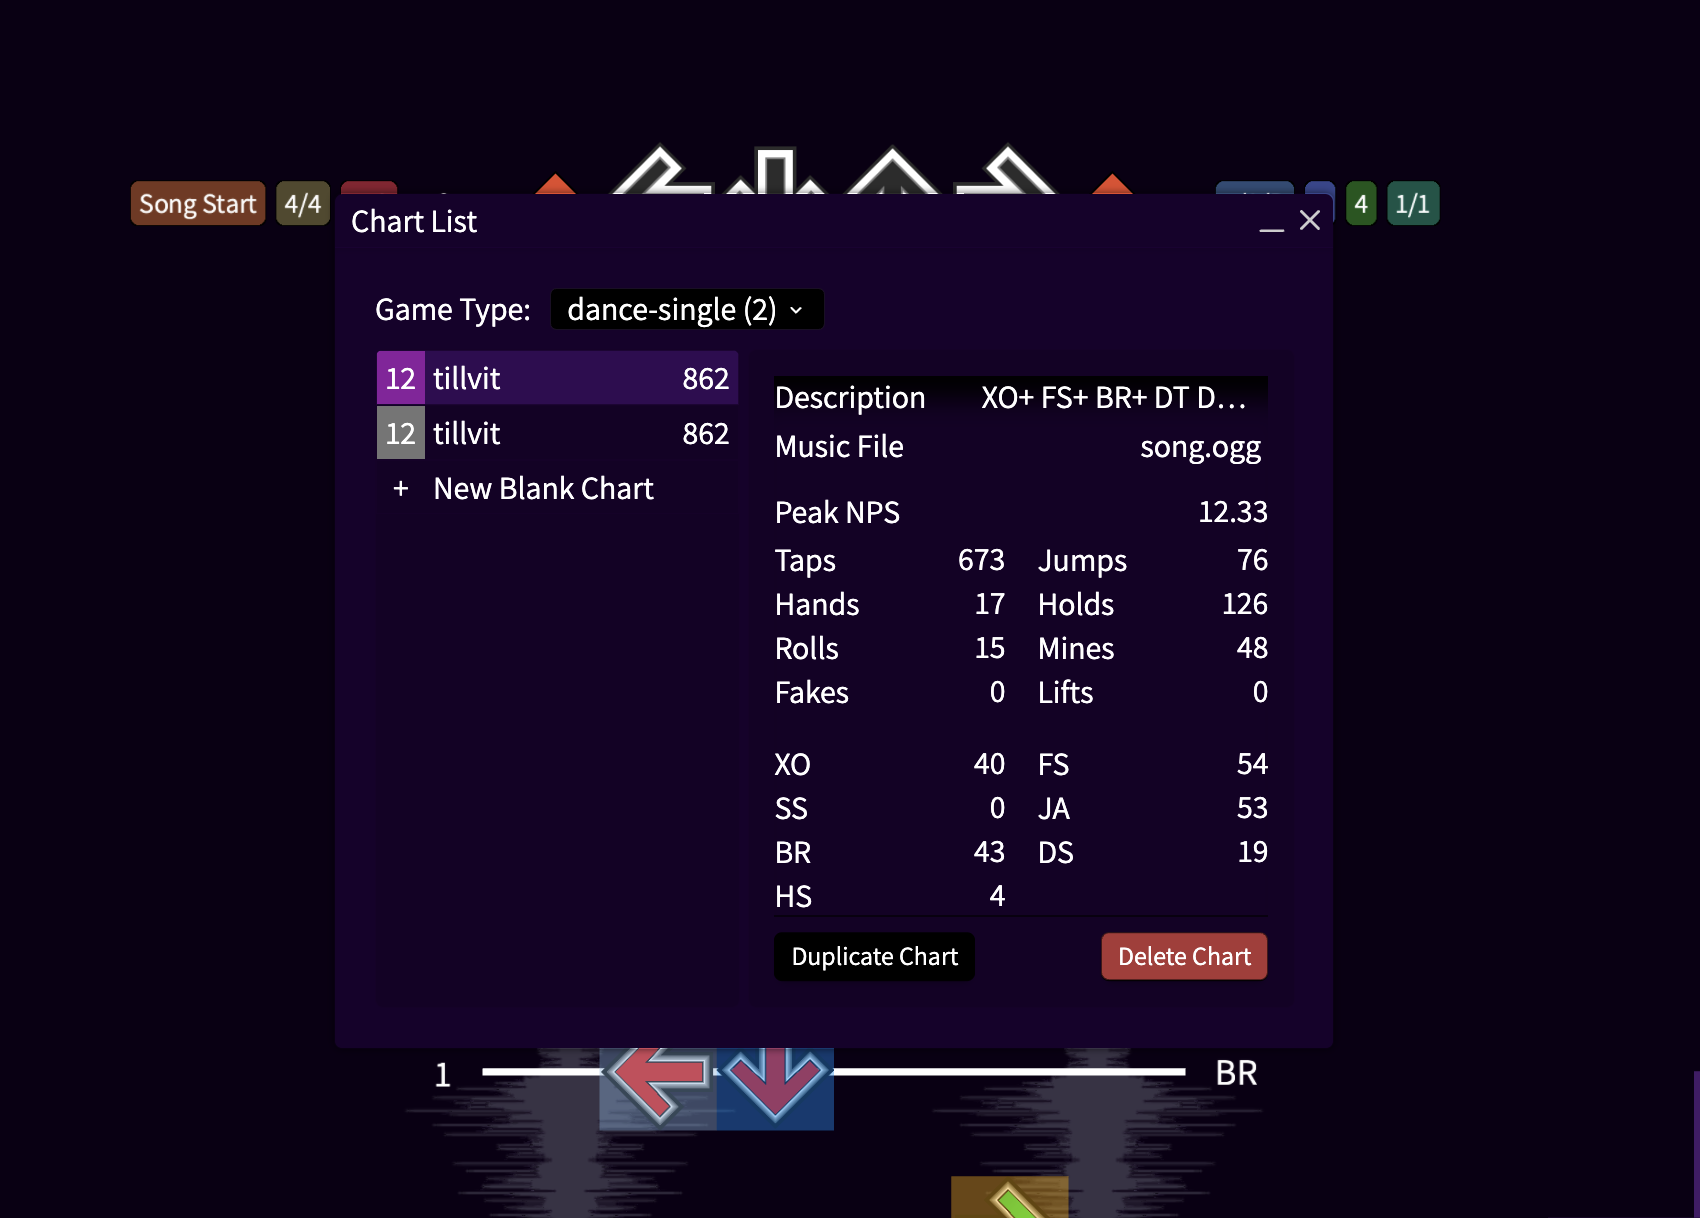 Song Start 4/4 4 1/1
Chart List
Game Type: dance-single (2)
12 tillvit 862
12 tillvit 862
+ New Blank Chart
Description XO+ FS+ BR+ DT D…
Music File song.ogg
Peak NPS 12.33
Taps 673 Jumps 76
Hands 17 Holds 126
Rolls 15 Mines 48
Fakes 0 Lifts 0
XO 40 FS 54
SS 0 JA 53
BR 43 DS 19
HS 4
Duplicate Chart Delete Chart
1 BR